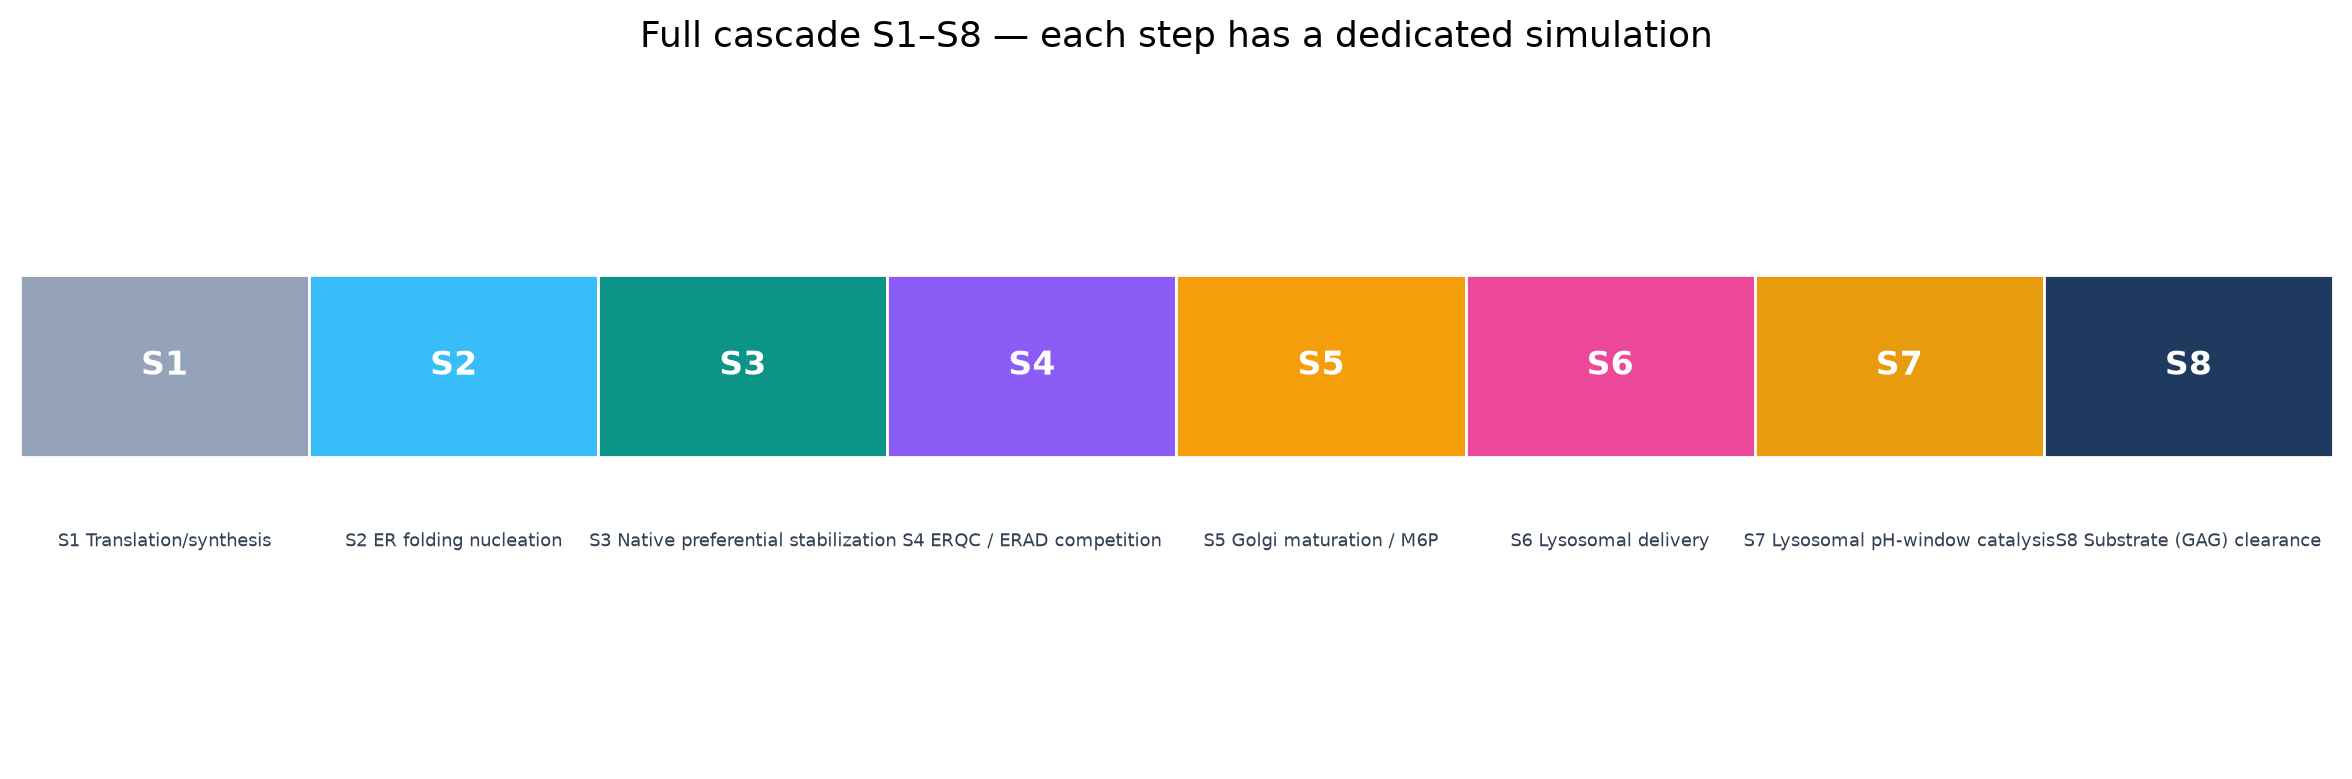 Full cascade S1–S8 — each step has a dedicated simulation
S1 S2 S3 S4 S5 S6 S7 S8
S1 Translation/synthesis S2 ER folding nucleation S3 Native preferential stabilization S4 ERQC / ERAD competition S5 Golgi maturation / M6P S6 Lysosomal delivery S7 Lysosomal pH-window catalysis S8 Substrate (GAG) clearance